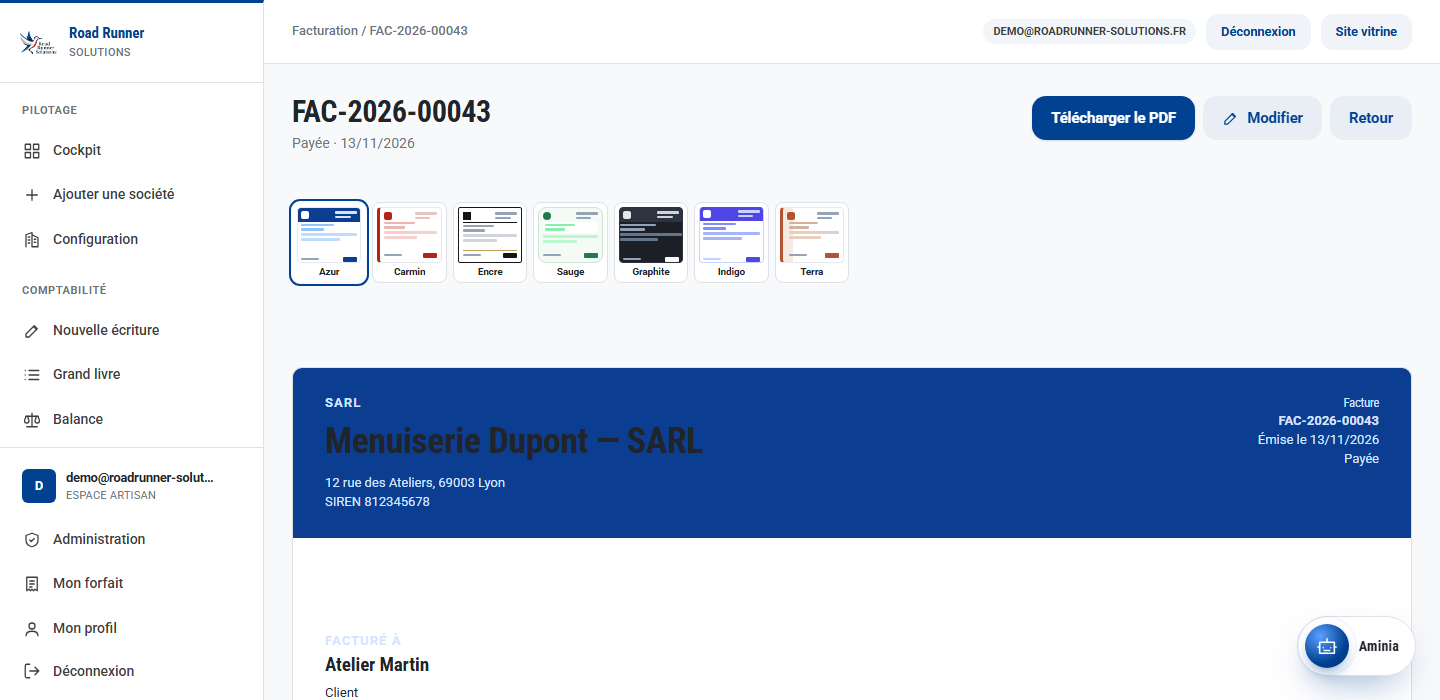 Road Runner
SOLUTIONS
Road
Runner
Solutions
PILOTAGE
Cockpit
Ajouter une société
Configuration
COMPTABILITÉ
Nouvelle écriture
Grand livre
Balance
D
demo@roadrunner-solut...
ESPACE ARTISAN
Administration
Mon forfait
Mon profil
Déconnexion
Facturation / FAC-2026-00043
DEMO@ROADRUNNER-SOLUTIONS.FR
Déconnexion
Site vitrine
FAC-2026-00043
Payée · 13/11/2026
Télécharger le PDF
Modifier
Retour
Azur
Carmin
Encre
Sauge
Graphite
Indigo
Terra
SARL
Menuiserie Dupont — SARL
12 rue des Ateliers, 69003 Lyon
SIREN 812345678
Facture
FAC-2026-00043
Émise le 13/11/2026
Payée
FACTURÉ À
Atelier Martin
Client
Aminia